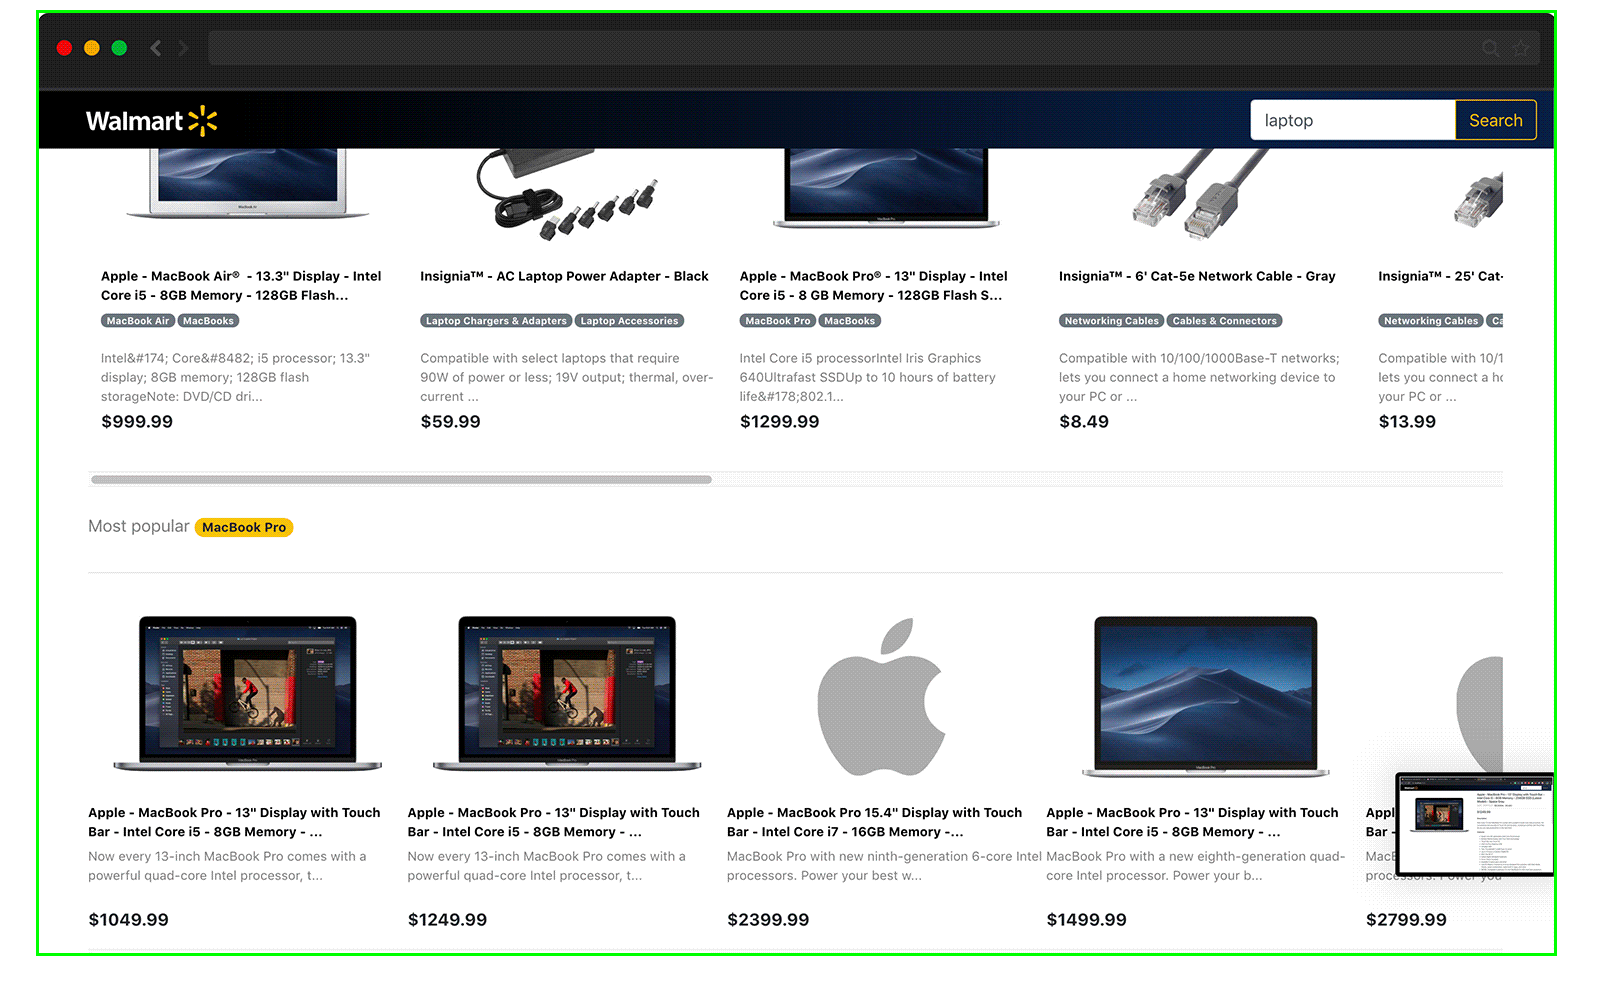 Walmart
laptop
Search
Apple - MacBook Air® - 13.3" Display - Intel
Core i5 - 8GB Memory - 128GB Flash...
MacBook Air MacBooks
Intel&#174; Core&#8482; i5 processor; 13.3"
display; 8GB memory; 128GB flash
storageNote: DVD/CD dri...
$999.99
Insignia™ - AC Laptop Power Adapter - Black
Laptop Chargers & Adapters Laptop Accessories
Compatible with select laptops that require
90W of power or less; 19V output; thermal, over-
current ...
$59.99
Apple - MacBook Pro® - 13" Display - Intel
Core i5 - 8 GB Memory - 128GB Flash S...
MacBook Pro MacBooks
Intel Core i5 processorIntel Iris Graphics
640Ultrafast SSDUp to 10 hours of battery
life&#178;802.1...
$1299.99
Insignia™ - 6' Cat-5e Network Cable - Gray
Networking Cables Cables & Connectors
Compatible with 10/100/1000Base-T networks;
lets you connect a home networking device to
your PC or ...
$8.49
Insignia™ - 25' Cat-
Networking Cables Ca
Compatible with 10/1
lets you connect a
your PC or ...
$13.99
Most popular MacBook Pro
Apple - MacBook Pro - 13" Display with Touch
Bar - Intel Core i5 - 8GB Memory - ...
Now every 13-inch MacBook Pro comes with a
powerful quad-core Intel processor, t...
$1049.99
Apple - MacBook Pro - 13" Display with Touch
Bar - Intel Core i5 - 8GB Memory - ...
Now every 13-inch MacBook Pro comes with a
powerful quad-core Intel processor, t...
$1249.99
Apple - MacBook Pro 15.4" Display with Touch
Bar - Intel Core i7 - 16GB Memory -...
MacBook Pro with new ninth-generation 6-core Intel
processors. Power your best w...
$2399.99
Apple - MacBook Pro - 13" Display with Touch
Bar - Intel Core i5 - 8GB Memory - ...
MacBook Pro with a new eighth-generation quad-
core Intel processor. Power your b...
$1499.99
Bar -
$2799.99